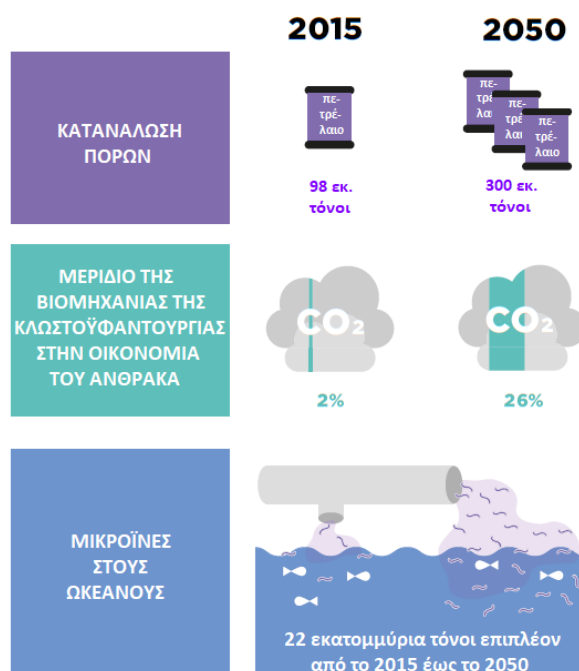 2015 2050
ΚΑΤΑΝΑΛΩΣΗ
ΠΟΡΩΝ
πε-
τρέ-
λαιο
πε-
τρέ-
λαιο
πε-
τρέ-
λαιο
πε-
τρέ-
λαιο
98 εκ.
τόνοι
300 εκ.
τόνοι
ΜΕΡΙΔΙΟ ΤΗΣ
ΒΙΟΜΗΧΑΝΙΑΣ ΤΗΣ
ΚΛΩΣΤΟΫΦΑΝΤΟΥΡΓΙΑΣ
ΣΤΗΝ ΟΙΚΟΝΟΜΙΑ
ΤΟΥ ΑΝΘΡΑΚΑ
CO2
CO2
2%
26%
ΜΙΚΡΟΪΝΕΣ
ΣΤΟΥΣ
ΩΚΕΑΝΟΥΣ
22 εκατομμύρια τόνοι επιπλέον
από το 2015 έως το 2050